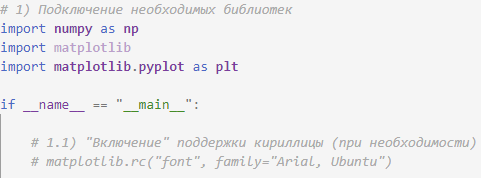 # 1) Подключение необходимых библиотек
import numpy as np
import matplotlib
import matplotlib.pyplot as plt
if __name__ == "__main__":
# 1.1) "Включение" поддержки кириллицы (при необходимости)
# matplotlib.rc("font", family="Arial, Ubuntu")